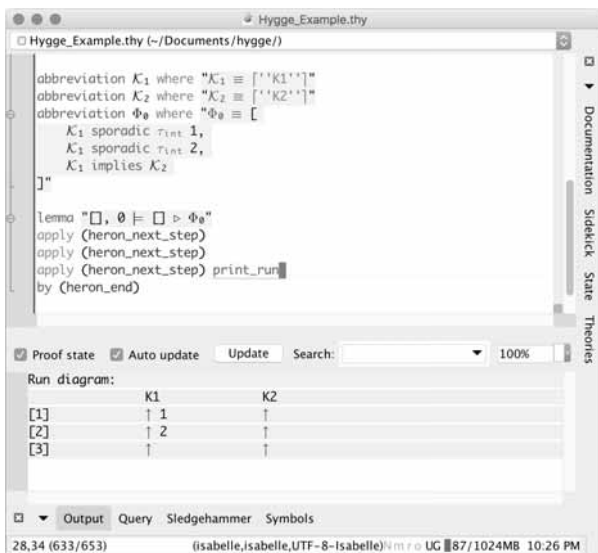 Hygge_Example.thy
Hygge_Example.thy (~/Documents/hygge/)
abbreviation K₁ where "K₁ ≡ ⌈''K1''⌉"
abbreviation K₂ where "K₂ ≡ ⌈''K2''⌉"
abbreviation Φ₀ where "Φ₀ ≡ [
K₁ sporadic τᵢₙₜ 1,
K₁ sporadic τᵢₙₜ 2,
K₁ implies K₂
]"
lemma "[], 0 ⊨ [] ▹ Φ₀"
apply (heron_next_step)
apply (heron_next_step)
apply (heron_next_step) print_run
by (heron_end)
Documentation
Sidekick
State
Theories
Proof state Auto update Update Search: 100%
Run diagram:
K1 K2
[1] ↑ 1 ↑
[2] ↑ 2 ↑
[3] ↑ ↑
Output Query Sledgehammer Symbols
28,34 (633/653) (isabelle,isabelle,UTF-8-Isabelle)N m r o UG 87/1024MB 10:26 PM